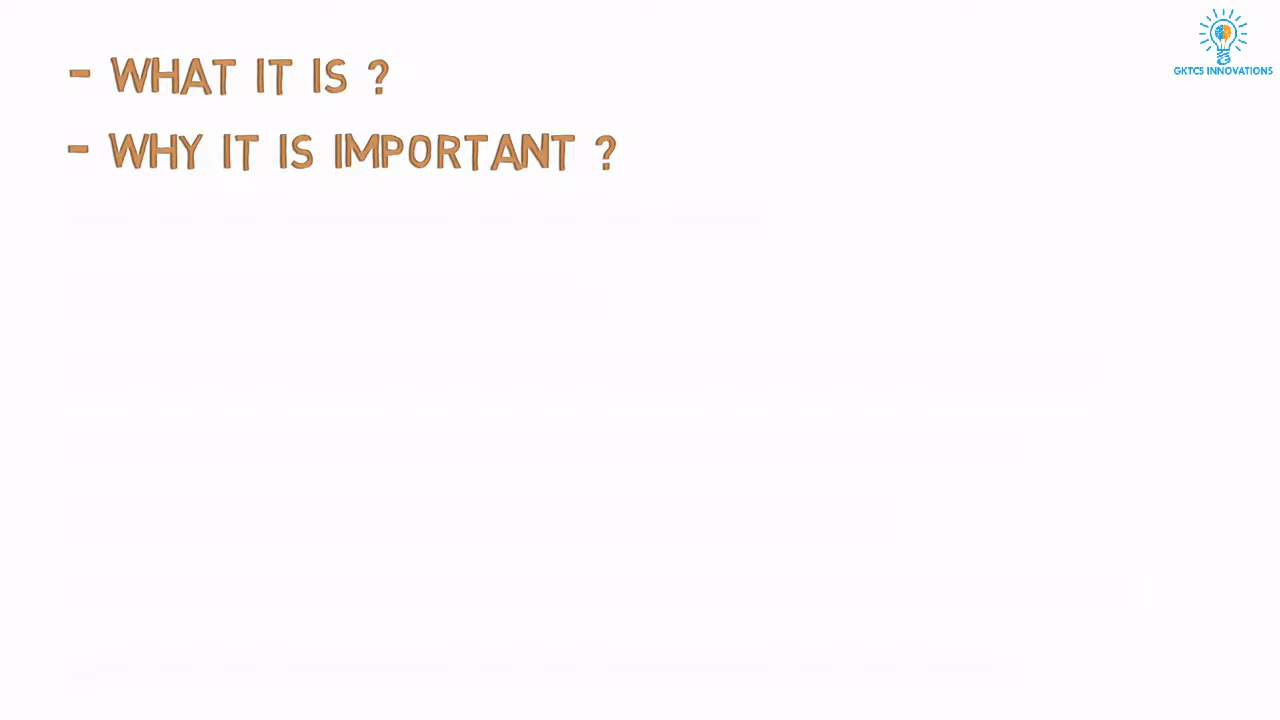 - WHAT IT IS ?
- WHY IT IS IMPORTANT ?
GKTCS INNOVATIONS